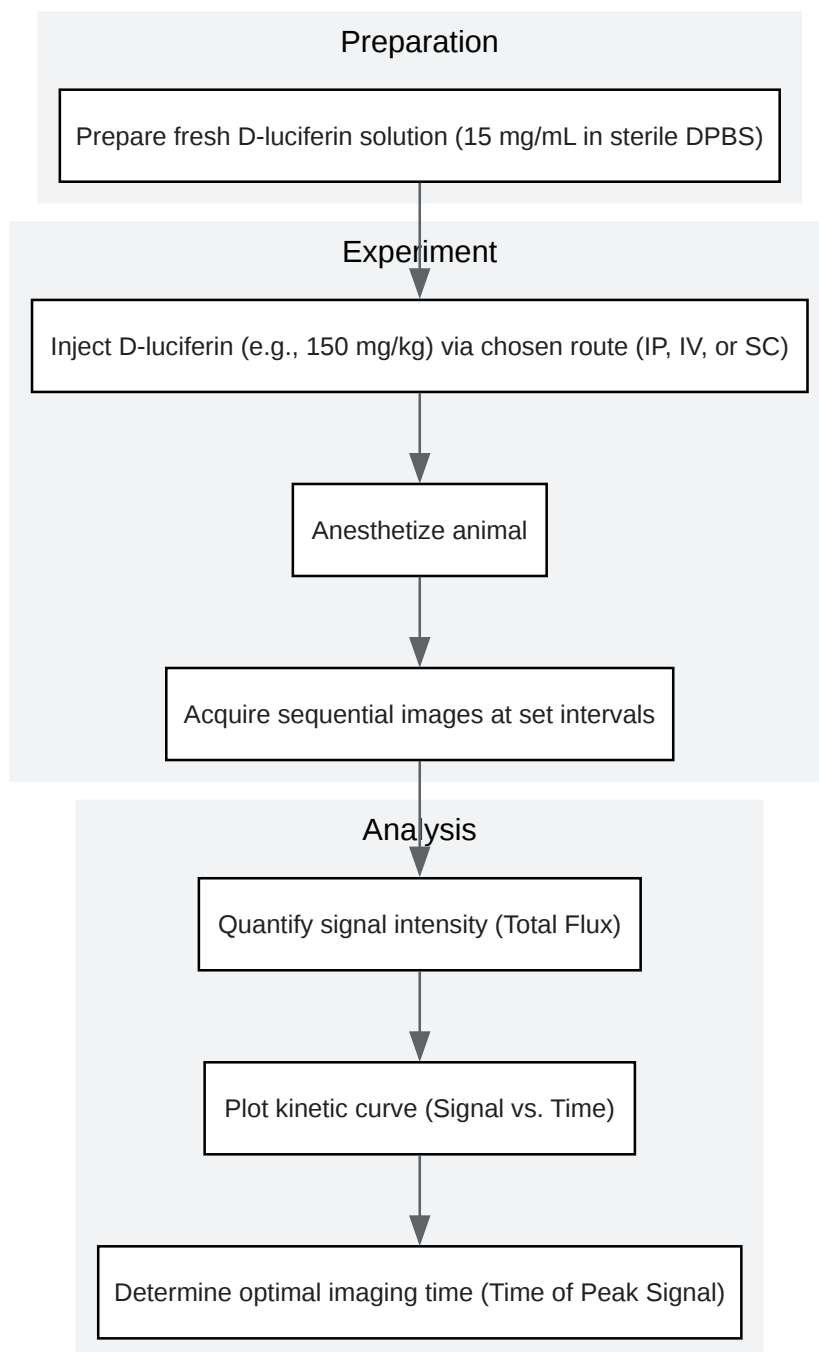 Preparation
Prepare fresh D-luciferin solution (15 mg/mL in sterile DPBS)
Experiment
Inject D-luciferin (e.g., 150 mg/kg) via chosen route (IP, IV, or SC)
Anesthetize animal
Acquire sequential images at set intervals
Analysis
Quantify signal intensity (Total Flux)
Plot kinetic curve (Signal vs. Time)
Determine optimal imaging time (Time of Peak Signal)